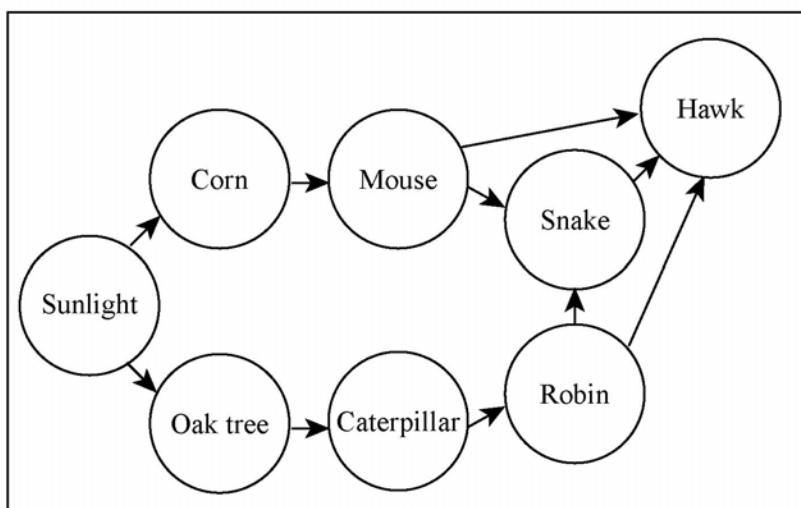 Hawk
Corn
Mouse
Snake
Sunlight
Oak tree
Caterpillar
Robin